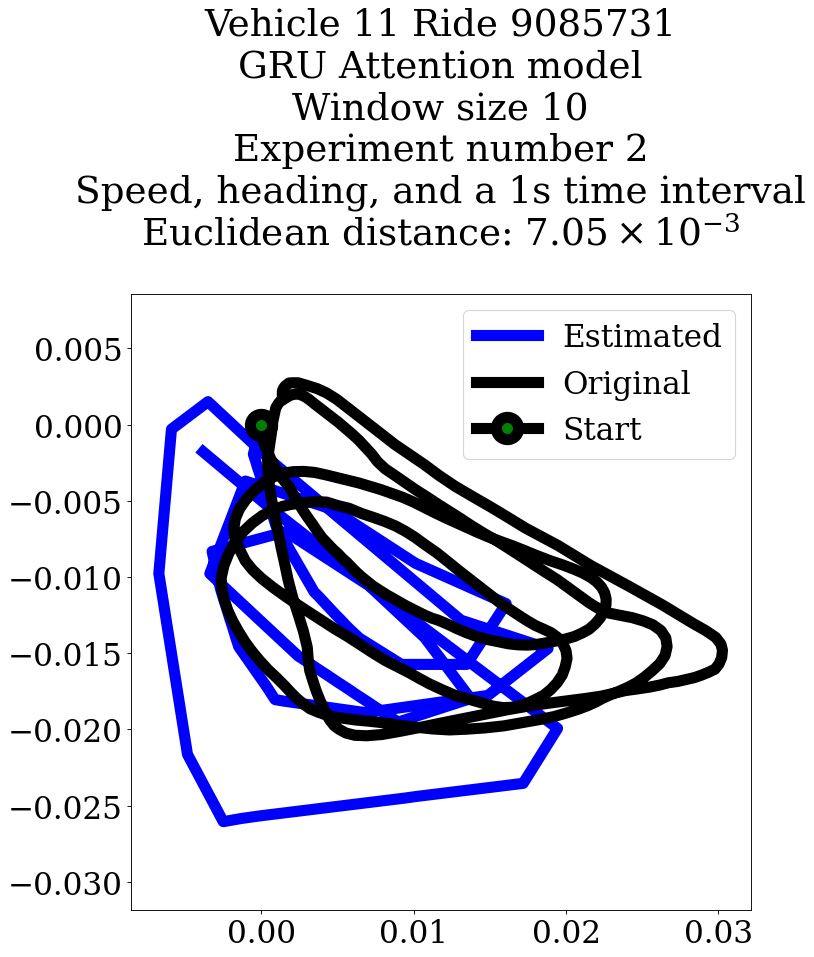 Vehicle 11 Ride 9085731
GRU Attention model
Window size 10
Experiment number 2
Speed, heading, and a 1s time interval
Euclidean distance: 7.05 × 10⁻³
Estimated
Original
Start
0.005
0.000
−0.005
−0.010
−0.015
−0.020
−0.025
−0.030
0.00 0.01 0.02 0.03